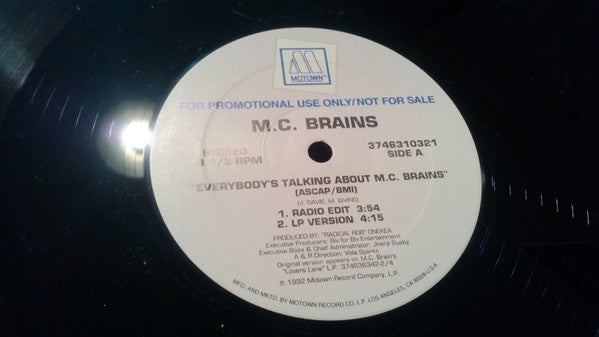 M
MOTOWN
FOR PROMOTIONAL USE ONLY/NOT FOR SALE
M.C. BRAINS
STEREO
1/3 RPM
3746310321
SIDE A
"EVERYBODY'S TALKING ABOUT M.C. BRAINS"
(ASCAP/BMI)
(J. DAVIS, M. BIVINS)
1. RADIO EDIT 3:54
2. LP VERSION 4:15
PRODUCED BY: "RADICAL ROB" ONEKEA
Executive Producers: Biv for Biv Entertainment
Executive Boss & Chief Administrator: Jheryl Busby
A & R Direction: Vida Sparks
Original version appears on M.C. Brain's
"Lovers Lane" LP. 374636342 2/4
© 1992 Motown Record Company, L.P.
MFD. AND MKTD. BY MOTOWN RECORD CO. L.P. LOS ANGELES, CA 90028 U.S.A.